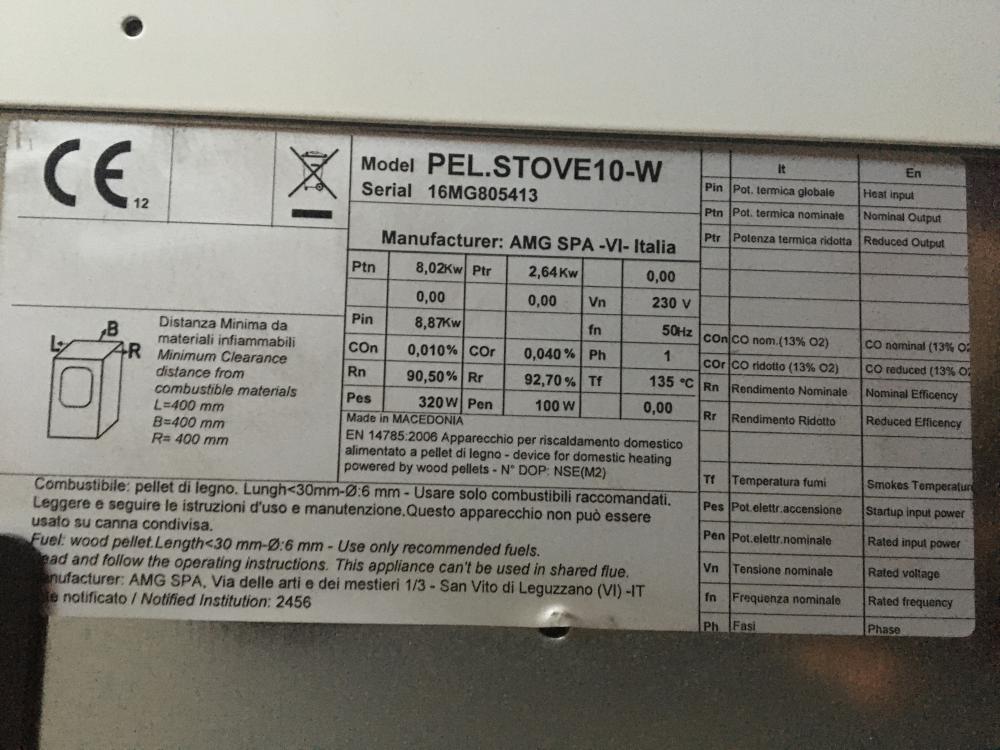 CE
12
Model PEL.STOVE10-W
Serial 16MG805413
Manufacturer: AMG SPA -VI- Italia
Ptn 8,02Kw Ptr 2,64Kw 0,00
0,00 0,00 Vn 230 V
Pin 8,87Kw fn 50Hz
COn 0,010% COr 0,040% Ph 1
Rn 90,50% Rr 92,70% Tf 135 °C
Pes 320W Pen 100 W 0,00
Made in MACEDONIA
EN 14785:2006 Apparecchio per riscaldamento domestico
alimentato a pellet di legno - device for domestic heating
powered by wood pellets - N° DOP: NSE(M2)
L B R
Distanza Minima da
materiali infiammabili
Minimum Clearance
distance from
combustible materials
L=400 mm
B=400 mm
R= 400 mm
Combustibile: pellet di legno. Lungh<30mm-Ø:6 mm - Usare solo combustibili raccomandati.
Leggere e seguire le istruzioni d'uso e manutenzione.Questo apparecchio non può essere
usato su canna condivisa.
Fuel: wood pellet.Length<30 mm-Ø:6 mm - Use only recommended fuels.
ead and follow the operating instructions. This appliance can't be used in shared flue.
anufacturer: AMG SPA, Via delle arti e dei mestieri 1/3 - San Vito di Leguzzano (VI) -IT
e notificato / Notified Institution: 2456
It En
Pin Pot. termica globale Heat input
Ptn Pot. termica nominale Nominal Output
Ptr Potenza termica ridotta Reduced Output
COn CO nom.(13% O2) CO nominal (13% O2
COr CO ridotto (13% O2) CO reduced (13% O2
Rn Rendimento Nominale Nominal Efficency
Rr Rendimento Ridotto Reduced Efficency
Tf Temperatura fumi Smokes Temperatur
Pes Pot.elettr.accensione Startup input power
Pen Pot.elettr.nominale Rated input power
Vn Tensione nominale Rated voltage
fn Frequenza nominale Rated frequency
Ph Fasi Phase